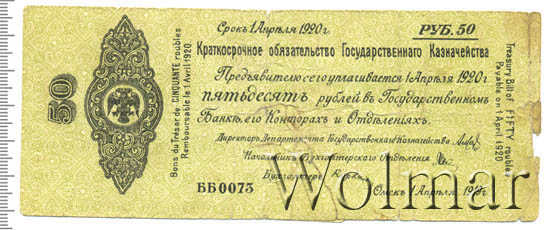 Срокъ 1 Апрѣля 1920 г.
РУБ. 50
Краткосрочное обязательство Государственнаго Казначейства
Предъявителю сего уплачивается 1 Апрѣля 1920 г.
пятьдесятъ рублей въ Государственномъ
Банкѣ, его Конторахъ и Отдѣленіяхъ.
Директоръ Департамента Государственнаго Казначейства
Начальникъ Бухгалтерскаго Отдѣленія
Бухгалтеръ
ББ0073
Омскъ 1 Апрѣля 1919 г.
50
Bons du Trésor de CINQUANTE roubles
Remboursable le 1 Avril 1920
Treasury Bill of FIFTY roubles
Payable on 1 April 1920
Wolmar